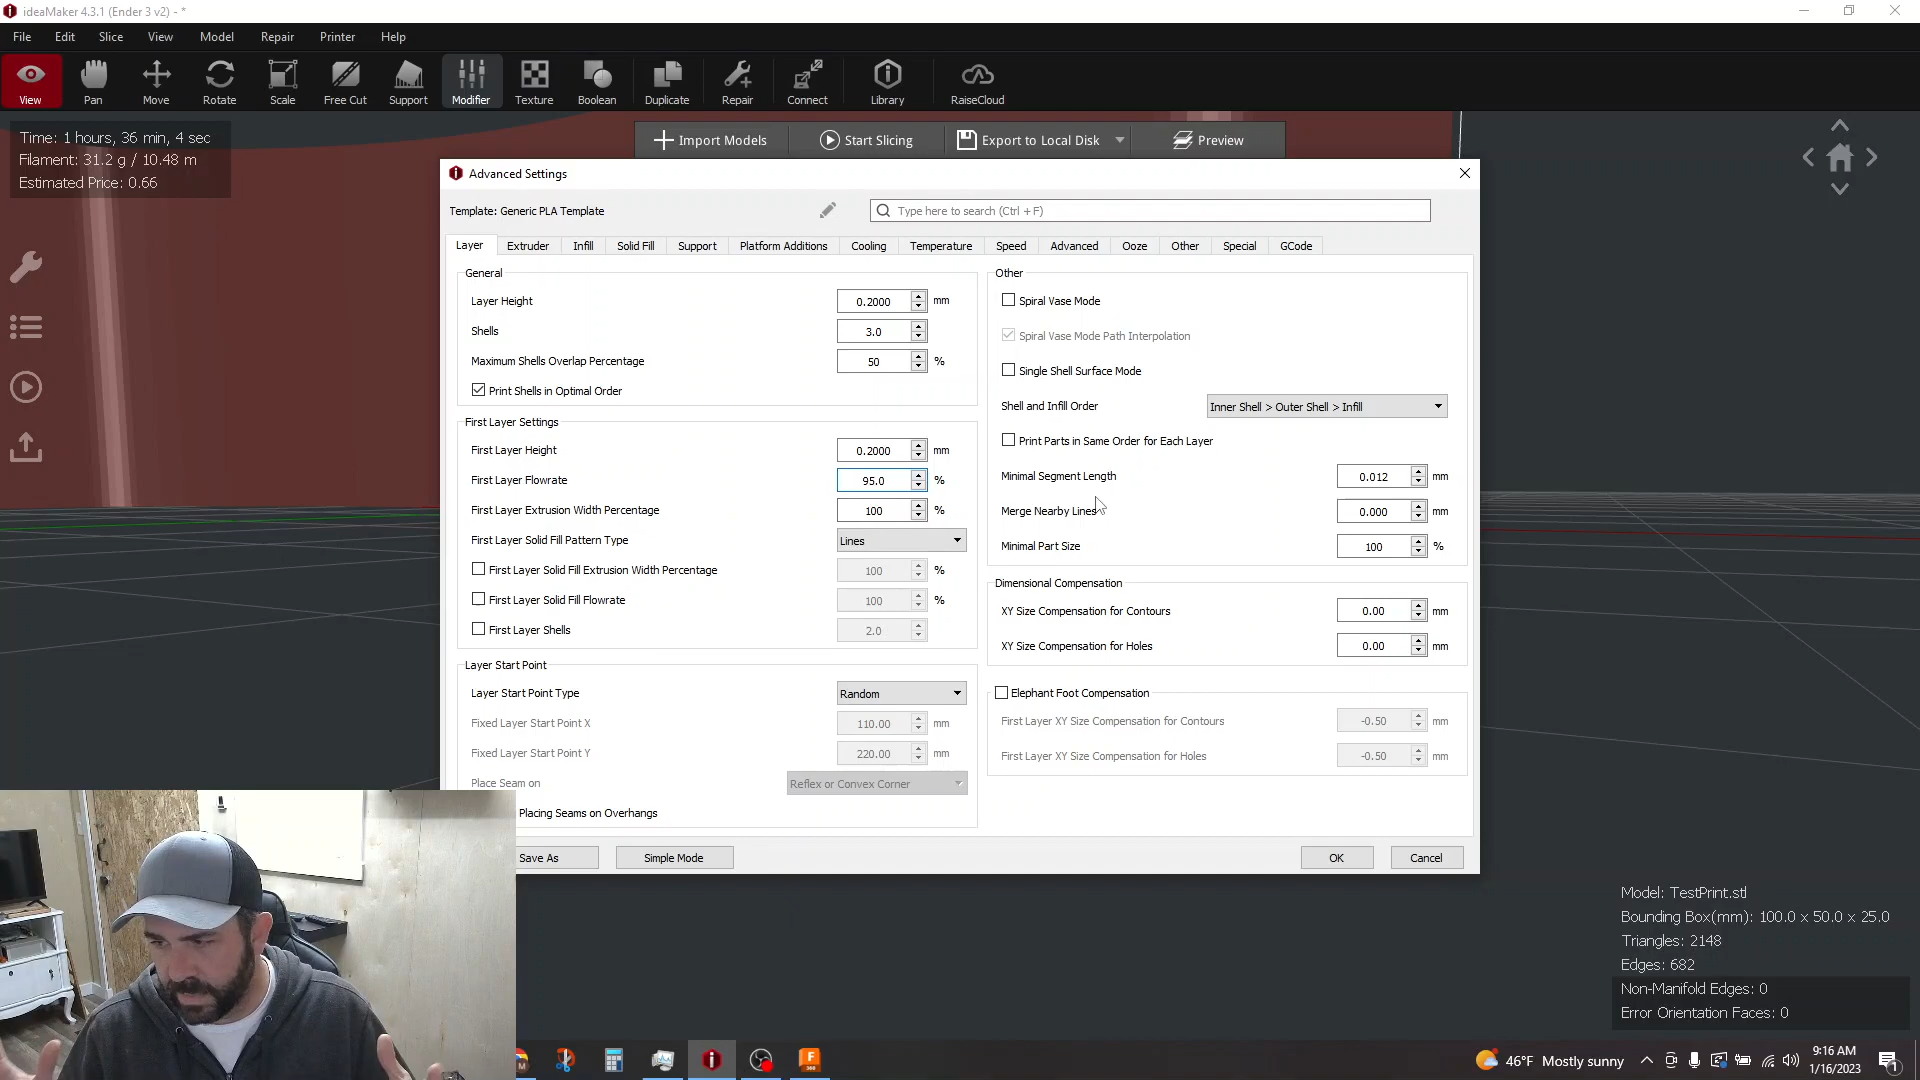 ideaMaker 4.3.1 (Ender 3 v2) - *
File Edit Slice View Model Repair Printer Help
View Pan Move Rotate Scale Free Cut Support Modifier Texture Boolean Duplicate Repair Connect Library RaiseCloud
Time: 1 hours, 36 min, 4 sec
Filament: 31.2 g / 10.48 m
Estimated Price: 0.66
Import Models Start Slicing Export to Local Disk Preview
Advanced Settings
Template: Generic PLA Template
Type here to search (Ctrl + F)
Layer Extruder Infill Solid Fill Support Platform Additions Cooling Temperature Speed Advanced Ooze Other Special GCode
General
Layer Height 0.2000 mm
Shells 3.0
Maximum Shells Overlap Percentage 50 %
Print Shells in Optimal Order
First Layer Settings
First Layer Height 0.2000 mm
First Layer Flowrate 95.0 %
First Layer Extrusion Width Percentage 100 %
First Layer Solid Fill Pattern Type Lines
First Layer Solid Fill Extrusion Width Percentage 100 %
First Layer Solid Fill Flowrate 100 %
First Layer Shells 2.0
Layer Start Point
Layer Start Point Type Random
Fixed Layer Start Point X 110.00 mm
Fixed Layer Start Point Y 220.00 mm
Place Seam on Reflex or Convex Corner
Placing Seams on Overhangs
Other
Spiral Vase Mode
Spiral Vase Mode Path Interpolation
Single Shell Surface Mode
Shell and Infill Order Inner Shell > Outer Shell > Infill
Print Parts in Same Order for Each Layer
Minimal Segment Length 0.012 mm
Merge Nearby Lines 0.000 mm
Minimal Part Size 100 %
Dimensional Compensation
XY Size Compensation for Contours 0.00 mm
XY Size Compensation for Holes 0.00 mm
Elephant Foot Compensation
First Layer XY Size Compensation for Contours -0.50 mm
First Layer XY Size Compensation for Holes -0.50 mm
Save As Simple Mode OK Cancel
Model: TestPrint.stl
Bounding Box(mm): 100.0 x 50.0 x 25.0
Triangles: 2148
Edges: 682
Non-Manifold Edges: 0
Error Orientation Faces: 0
46°F Mostly sunny
9:16 AM
1/16/2023